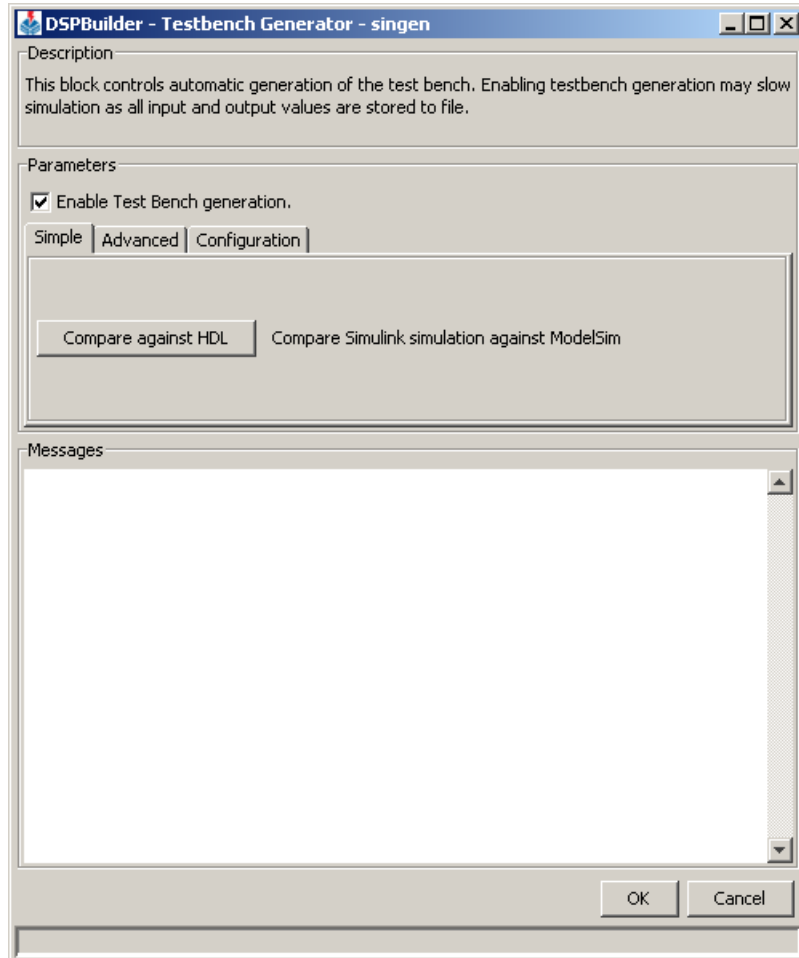 DSPBuilder - Testbench Generator - singen
Description
This block controls automatic generation of the test bench. Enabling testbench generation may slow
simulation as all input and output values are stored to file.
Parameters
Enable Test Bench generation.
Simple Advanced Configuration
Compare against HDL Compare Simulink simulation against ModelSim
Messages
OK Cancel